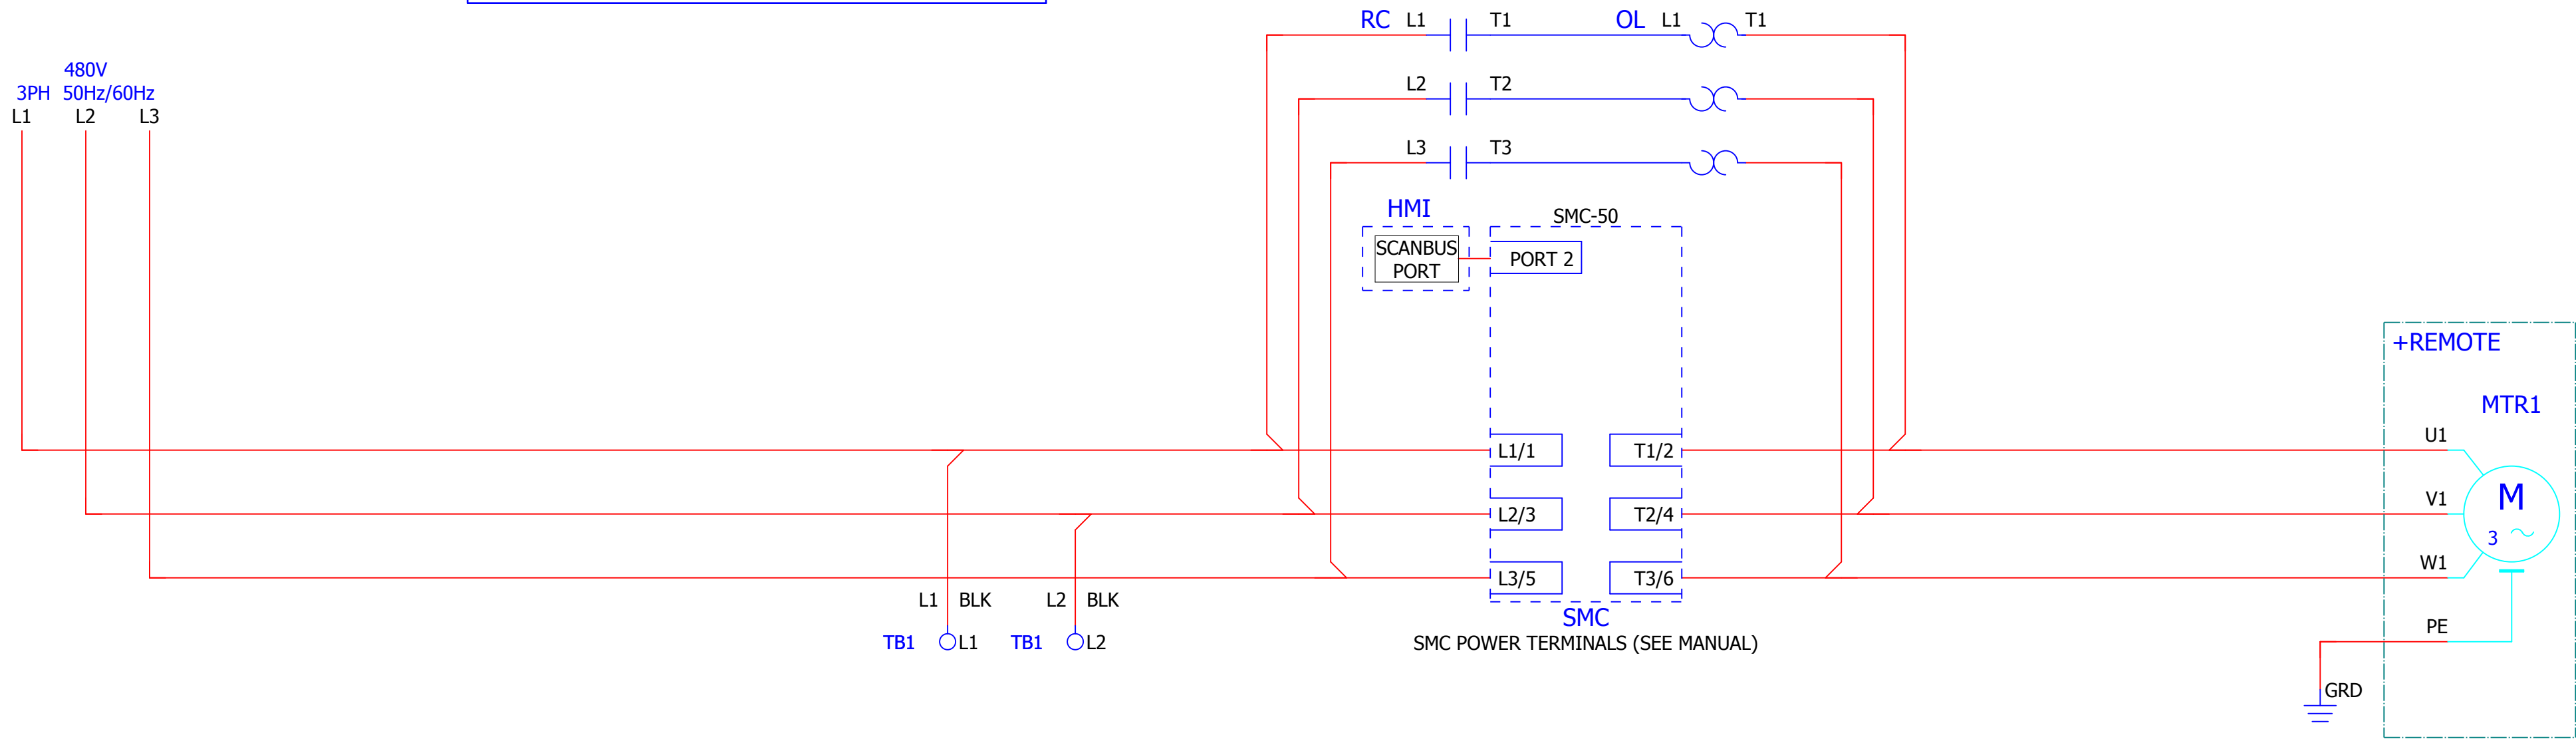 RC L1 T1 OL L1 T1
480V
3PH 50Hz/60Hz
L1 L2 L3
L2 T2
L3 T3
HMI
SMC-50
SCANBUS
PORT
PORT 2
+REMOTE
MTR1
U1
L1/1 T1/2
V1
M
3
L2/3 T2/4
W1
L3/5 T3/6
L1 BLK L2 BLK
SMC
PE
TB1 L1 TB1 L2
SMC POWER TERMINALS (SEE MANUAL)
GRD